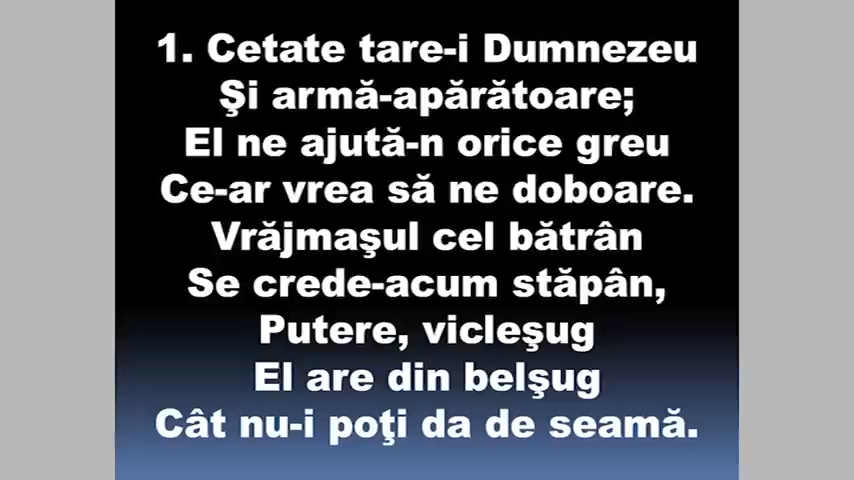 1. Cetate tare-i Dumnezeu
Şi armă-apărătoare;
El ne ajută-n orice greu
Ce-ar vrea să ne doboare.
Vrăjmaşul cel bătrân
Se crede-acum stăpân,
Putere, vicleşug
El are din belşug
Cât nu-i poţi da de seamă.